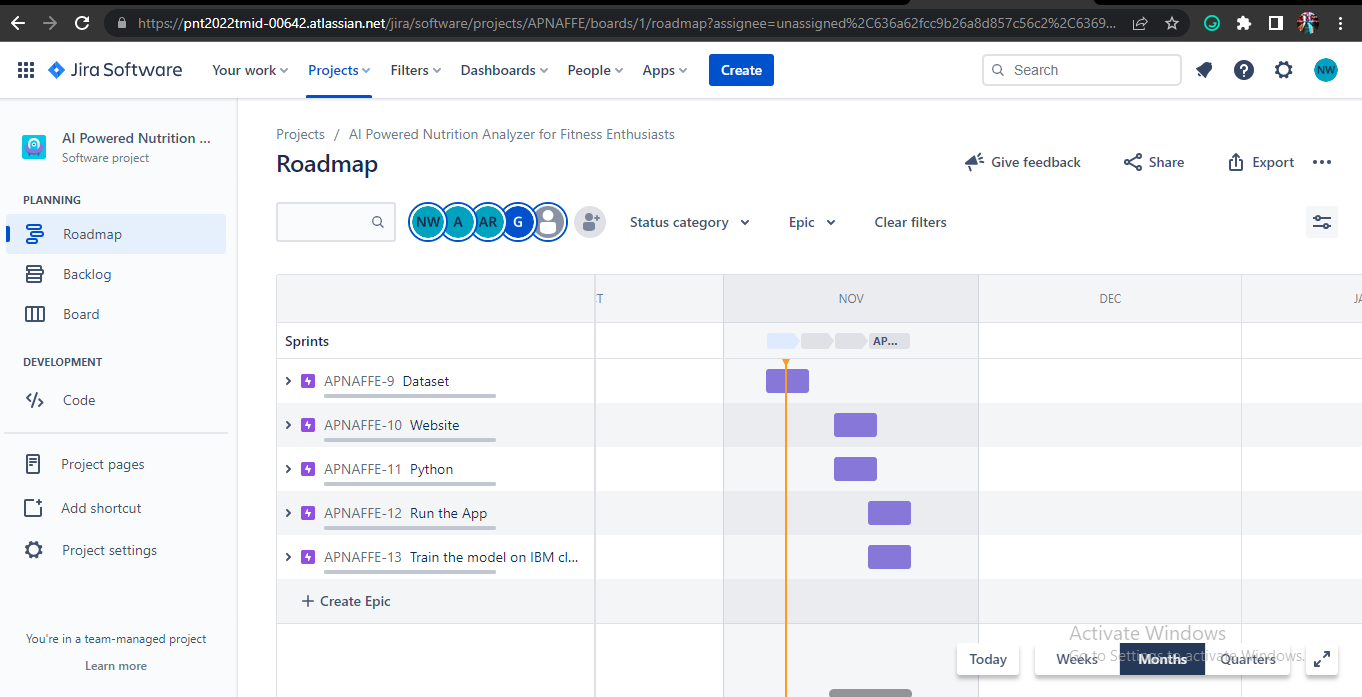 https://pnt2022tmid-00642.atlassian.net/jira/software/projects/APNAFFE/boards/1/roadmap?assignee=unassigned%2C636a62fcc9b26a8d857c56c2%2C6369...
Jira Software Your work Projects Filters Dashboards People Apps Create Search NW
AI Powered Nutrition ...
Software project
PLANNING
Roadmap
Backlog
Board
DEVELOPMENT
Code
Project pages
Add shortcut
Project settings
You're in a team-managed project
Learn more
Projects / AI Powered Nutrition Analyzer for Fitness Enthusiasts
Roadmap
Give feedback Share Export
NW A AR G Status category Epic Clear filters
T NOV DEC JA
Sprints AP...
APNAFFE-9 Dataset
APNAFFE-10 Website
APNAFFE-11 Python
APNAFFE-12 Run the App
APNAFFE-13 Train the model on IBM cl...
+ Create Epic
Activate Windows
Go to Settings to activate Windows.
Today Weeks Months Quarters